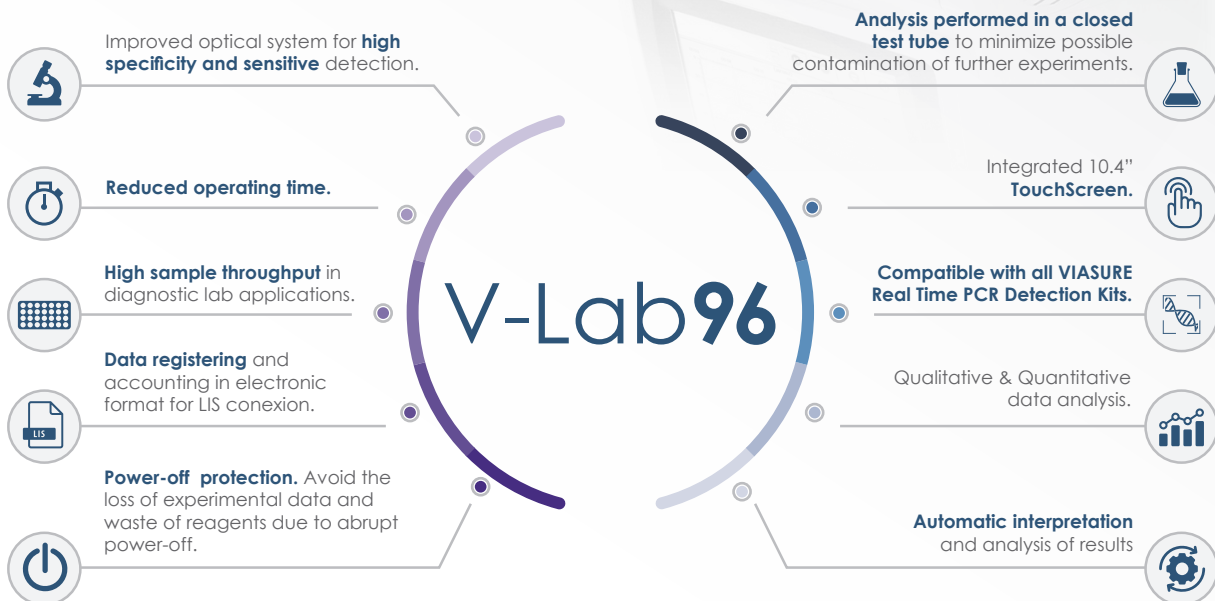 Improved optical system for high
specificity and sensitive detection.
Reduced operating time.
High sample throughput in
diagnostic lab applications.
Data registering and
accounting in electronic
format for LIS conexion.
LIS
Power-off protection. Avoid the
loss of experimental data and
waste of reagents due to abrupt
power-off.
V-Lab96
Analysis performed in a closed
test tube to minimize possible
contamination of further experiments.
Integrated 10.4”
TouchScreen.
Compatible with all VIASURE
Real Time PCR Detection Kits.
Qualitative & Quantitative
data analysis.
Automatic interpretation
and analysis of results